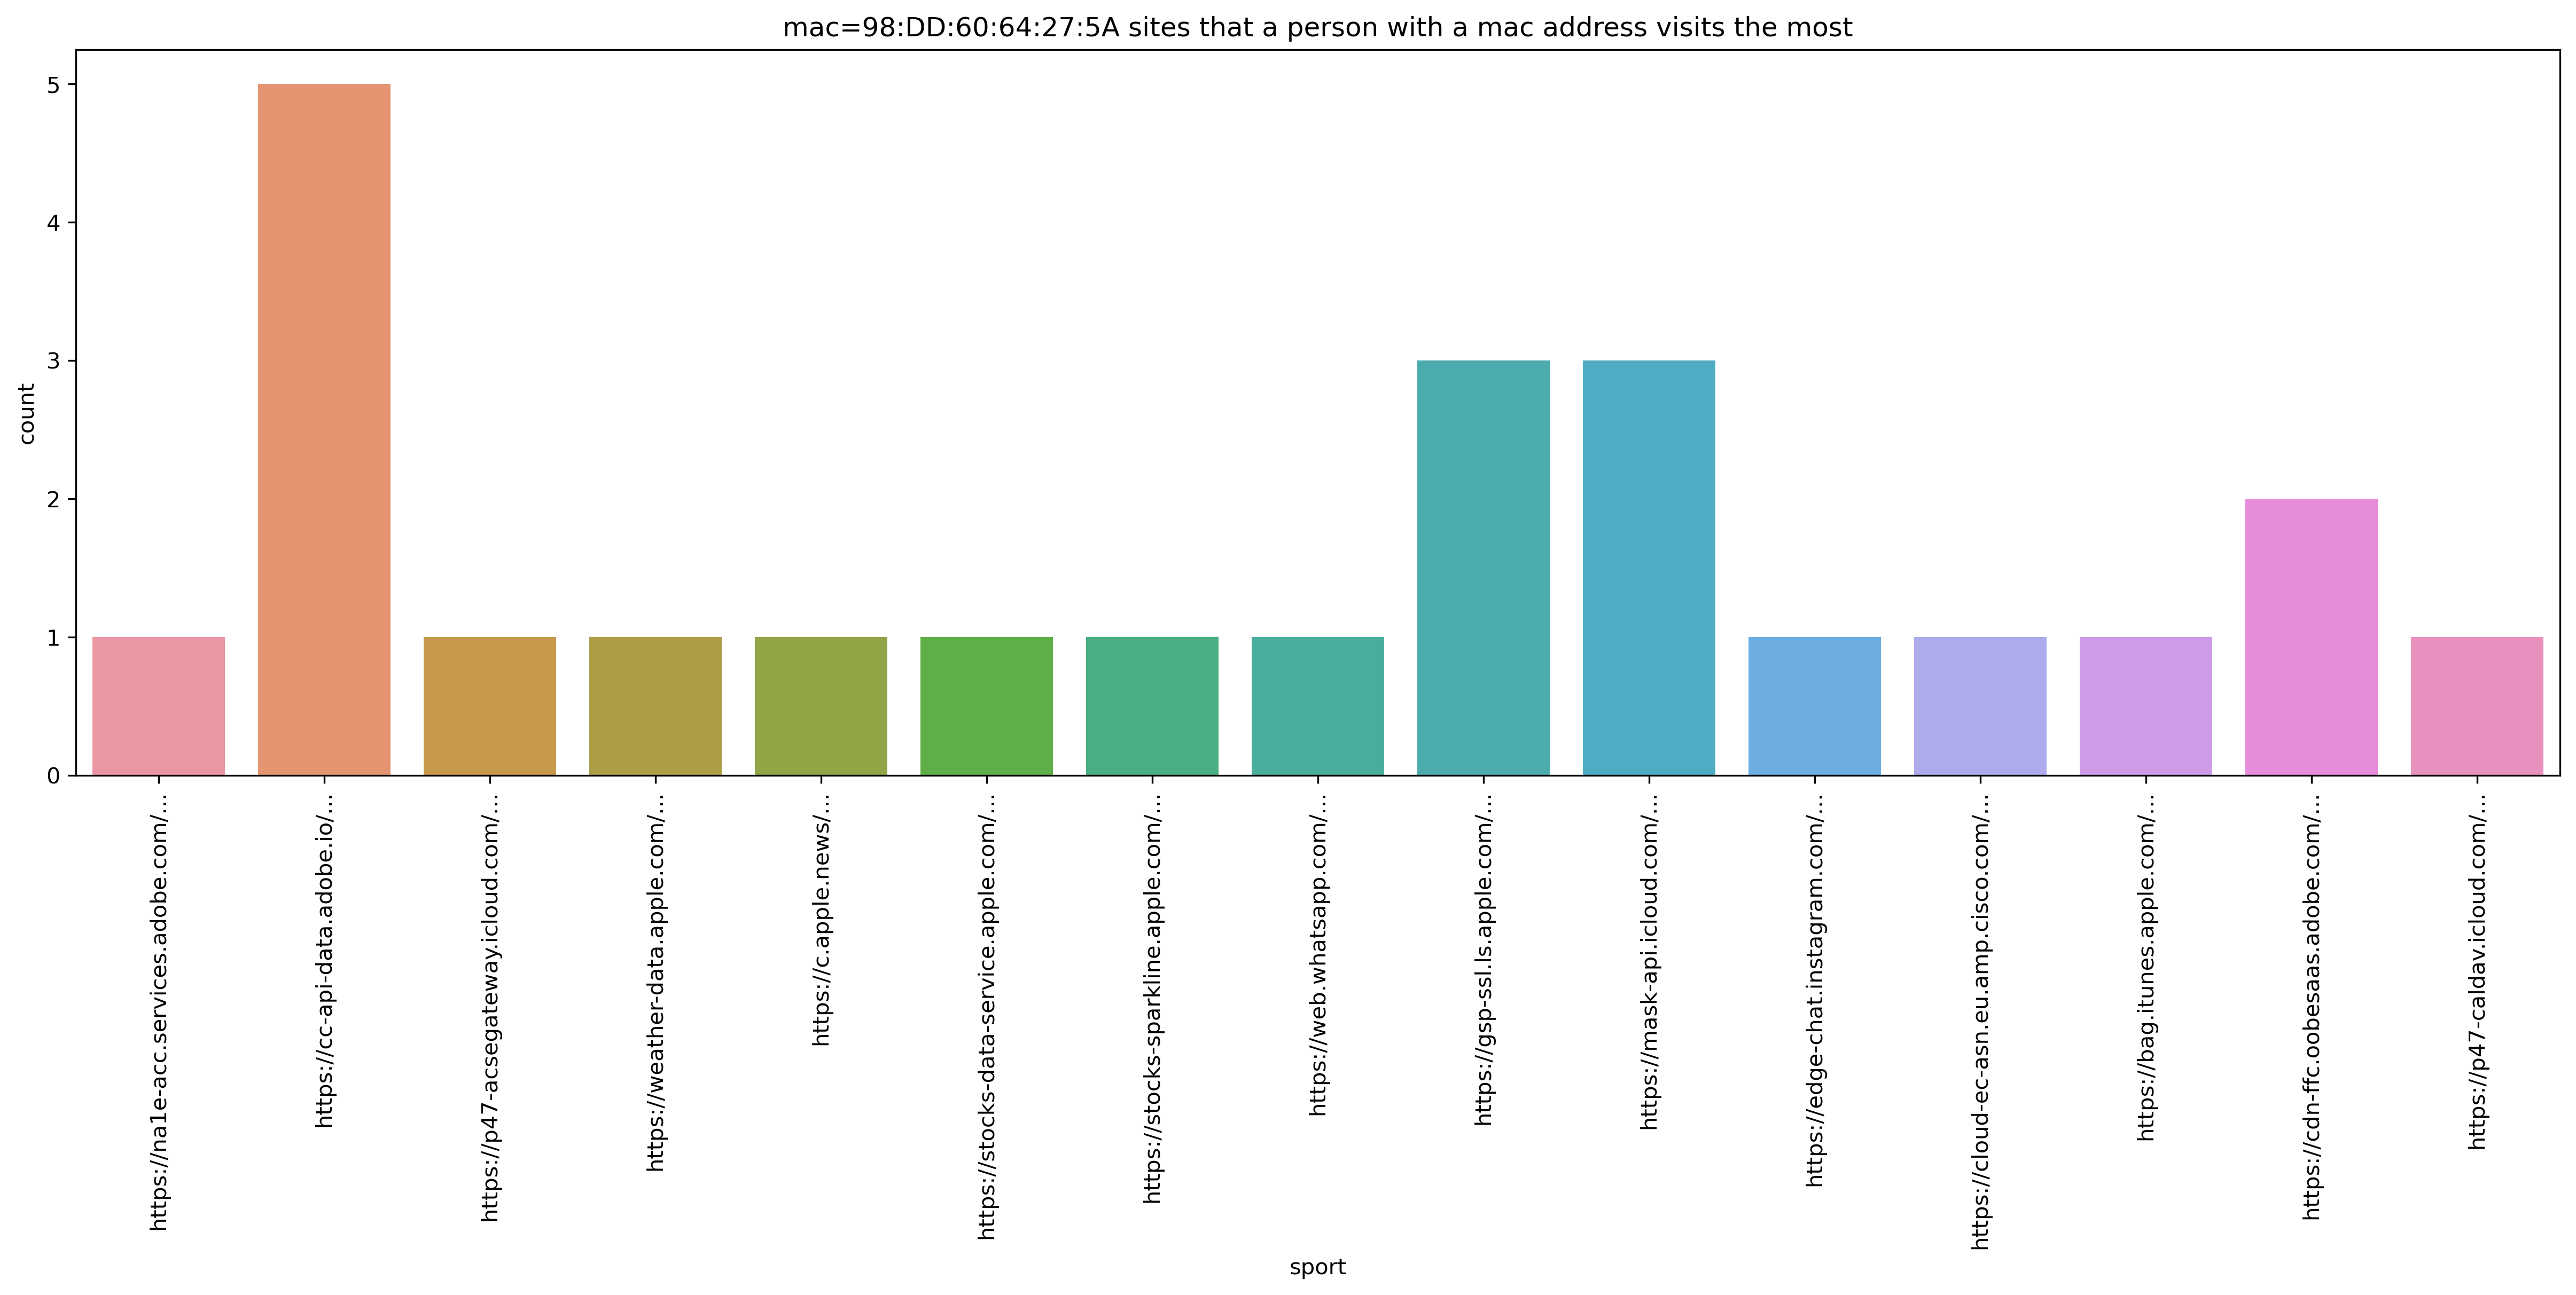 mac=98:DD:60:64:27:5A sites that a person with a mac address visits the most
5
4
3
2
1
0
count
https://na1e-acc.services.adobe.com/...
https://cc-api-data.adobe.io/...
https://p47-acsegateway.icloud.com/...
https://weather-data.apple.com/...
https://c.apple.news/...
https://stocks-data-service.apple.com/...
https://stocks-sparkline.apple.com/...
https://web.whatsapp.com/...
https://gsp-ssl.ls.apple.com/...
https://mask-api.icloud.com/...
https://edge-chat.instagram.com/...
https://cloud-ec-asn.eu.amp.cisco.com/...
https://bag.itunes.apple.com/...
https://cdn-ffc.oobesaas.adobe.com/...
https://p47-caldav.icloud.com/...
sport